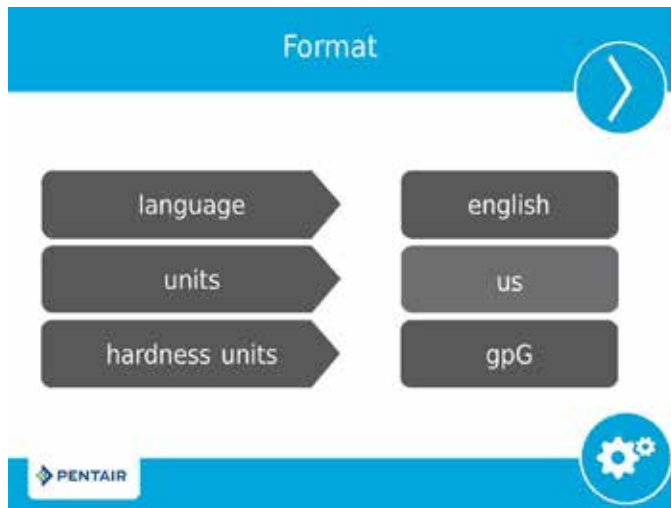 Format
language english
units us
hardness units gpG
PENTAIR